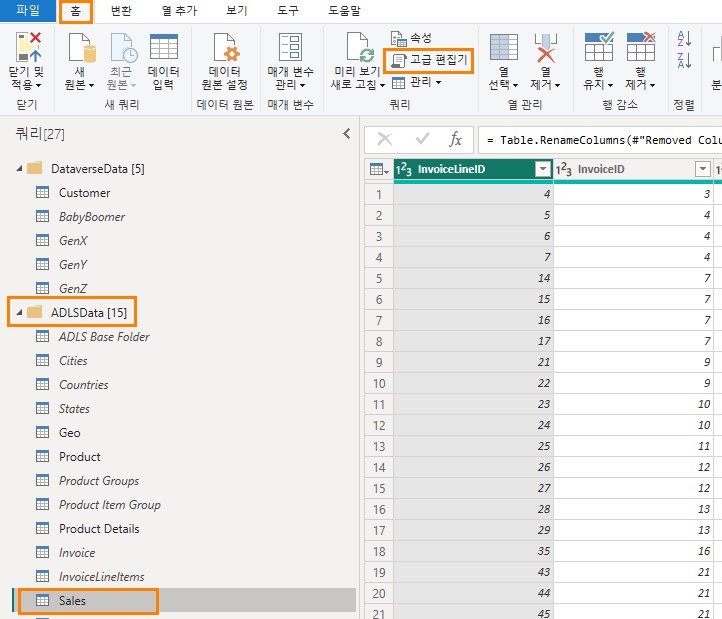 파일 홈 변환 열 추가 보기 도구 도움말
닫기 및 적용
새 원본
최근 원본
데이터 입력
데이터 원본 설정
매개 변수 관리
미리 보기 새로 고침
속성
고급 편집기
관리
열 선택
열 제거
행 유지
행 제거
닫기 새 쿼리 데이터 원본 매개 변수 쿼리 열 관리 행 감소 정렬
쿼리[27]
= Table.RenameColumns(#"Removed Colu
DataverseData [5]
Customer
BabyBoomer
GenX
GenY
GenZ
ADLSData [15]
ADLS Base Folder
Cities
Countries
States
Geo
Product
Product Groups
Product Item Group
Product Details
Invoice
InvoiceLineItems
Sales
InvoiceLineID InvoiceID
1 4 3
2 5 4
3 6 4
4 7 4
5 14 7
6 15 7
7 16 7
8 17 7
9 21 9
10 22 9
11 23 10
12 24 10
13 25 11
14 26 12
15 27 12
16 28 13
17 29 13
18 35 16
19 43 21
20 44 21
21 45 21